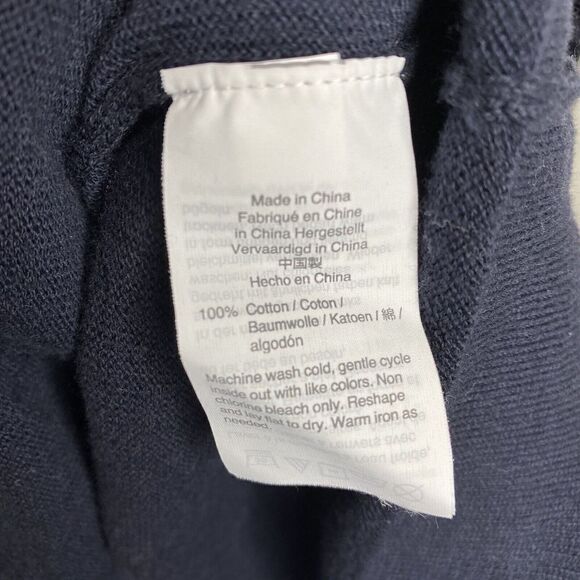 Made in China
Fabriqué en Chine
in China Hergestellt
Vervaardigd in China
中国製
Hecho en China
100% Cotton / Coton /
Baumwolle / Katoen / 綿 /
algodón
Machine wash cold, gentle cycle
inside out with like colors. Non
chlorine bleach only. Reshape
and lay flat to dry. Warm iron as
needed.